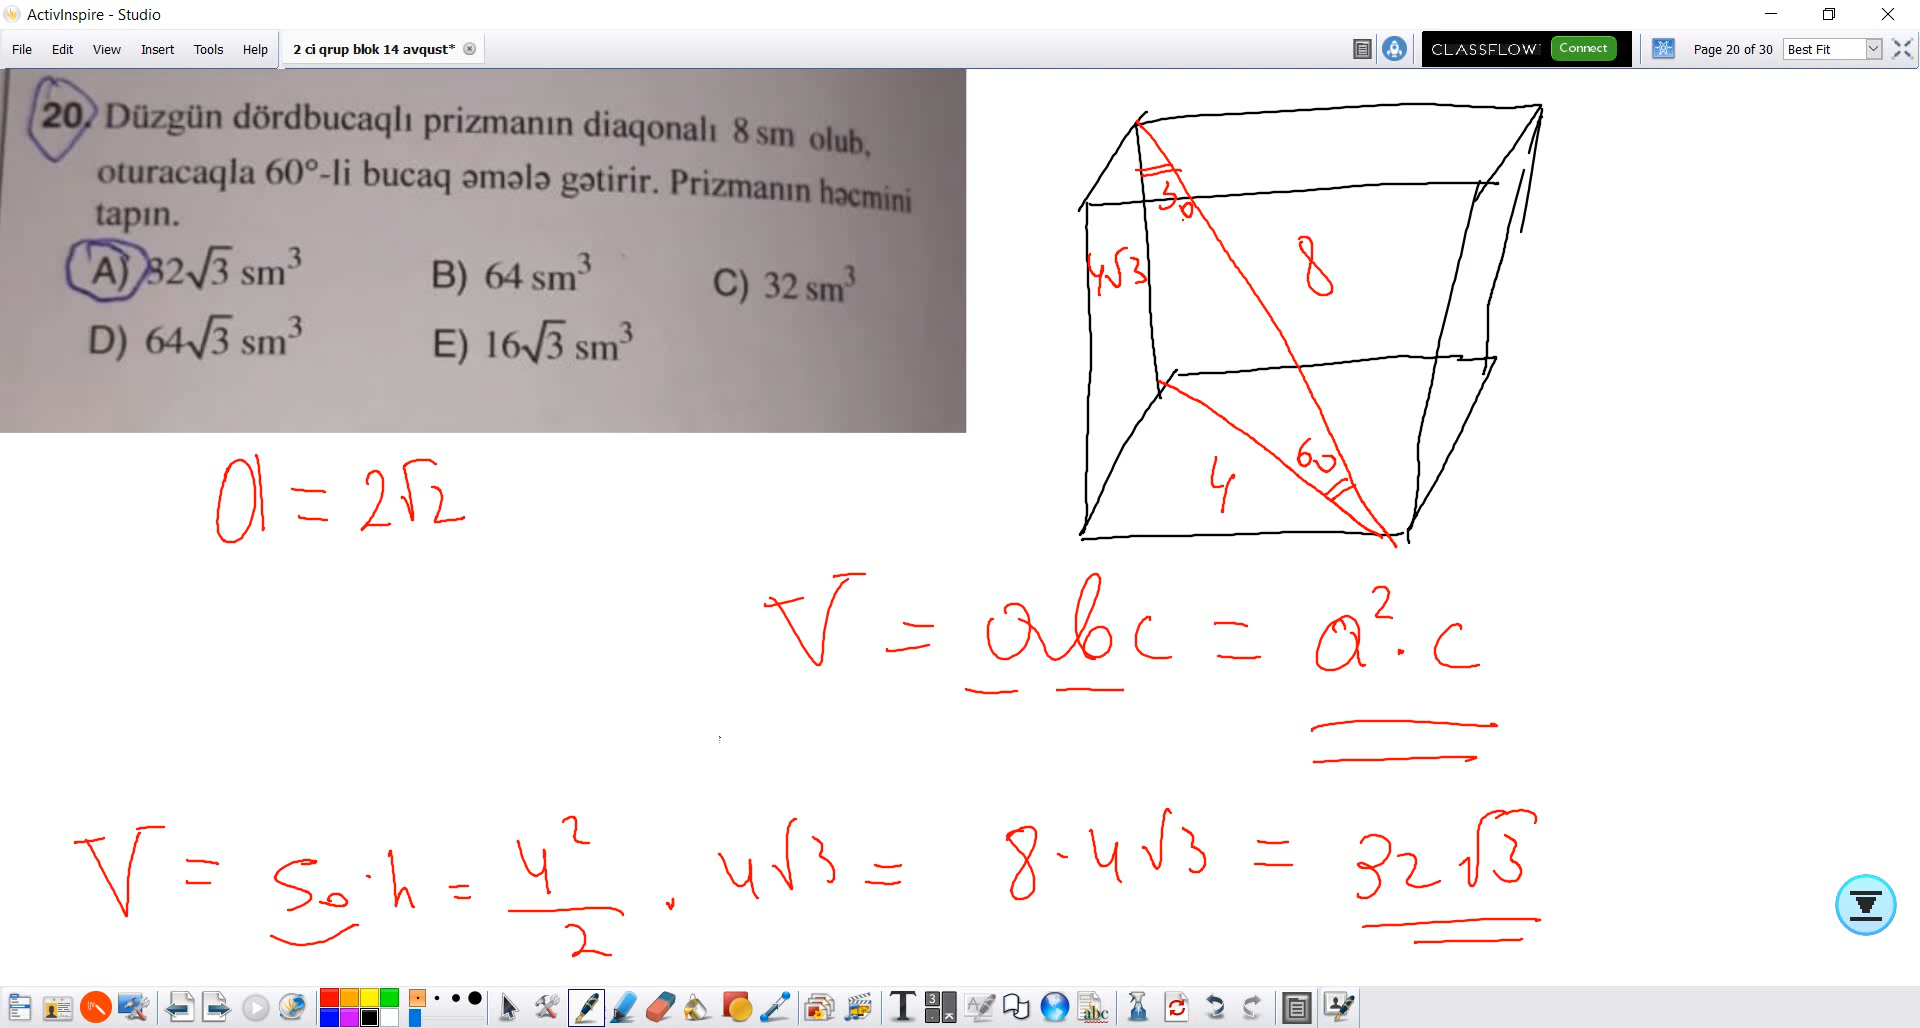 ActivInspire - Studio
File Edit View Insert Tools Help 2 ci qrup blok 14 avqust* CLASSFLOW Connect Page 20 of 30 Best Fit
20. Düzgün dördbucaqlı prizmanın diaqonalı 8 sm olub,
oturacaqla 60°-li bucaq əmələ gətirir. Prizmanın həcmini
tapın.
A) 32√3 sm³ B) 64 sm³ C) 32 sm³
D) 64√3 sm³ E) 16√3 sm³
30
4√3
8
60
4
a = 2√2
V = abc = a² · c
V = So · h = 4²/2 · 4√3 = 8 · 4√3 = 32√3
T
3
abc